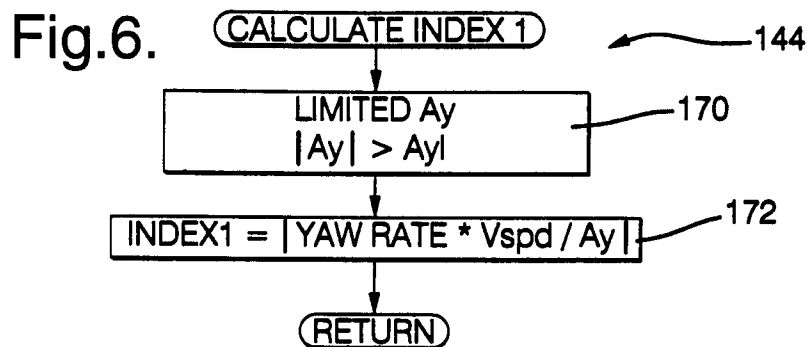 Fig.6.
CALCULATE INDEX 1
144
LIMITED Ay
|Ay| > Ayl
170
INDEX1 = | YAW RATE * Vspd / Ay |
172
RETURN